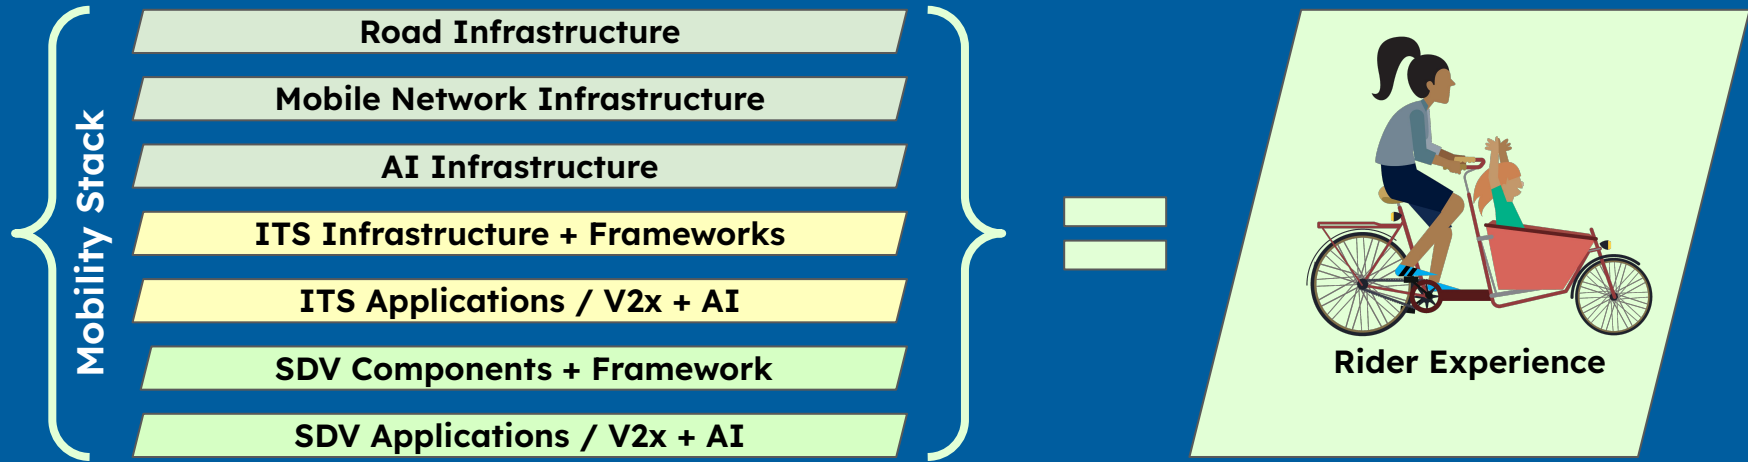 Mobility Stack
Road Infrastructure
Mobile Network Infrastructure
AI Infrastructure
ITS Infrastructure + Frameworks
ITS Applications / V2x + AI
SDV Components + Framework
SDV Applications / V2x + AI
Rider Experience